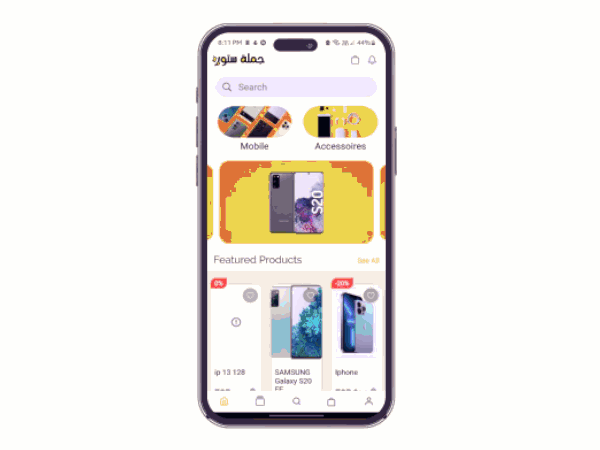 8:11 PM
44%
جملة ستور
Search
Mobile
Accessoires
S20
Featured Products
See All
0%
-20%
ip 13 128
SAMSUNG
Galaxy S20
FE
Iphone